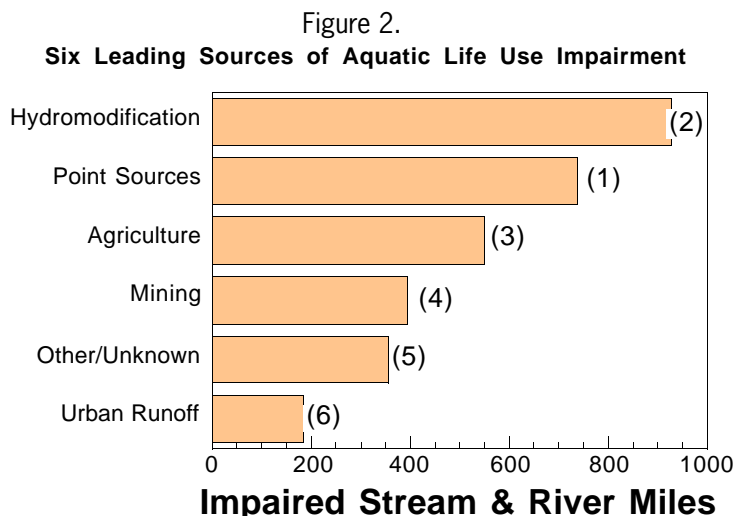 Figure 2.
Six Leading Sources of Aquatic Life Use Impairment
Hydromodification (2)
Point Sources (1)
Agriculture (3)
Mining (4)
Other/Unknown (5)
Urban Runoff (6)
0 200 400 600 800 1000
Impaired Stream & River Miles